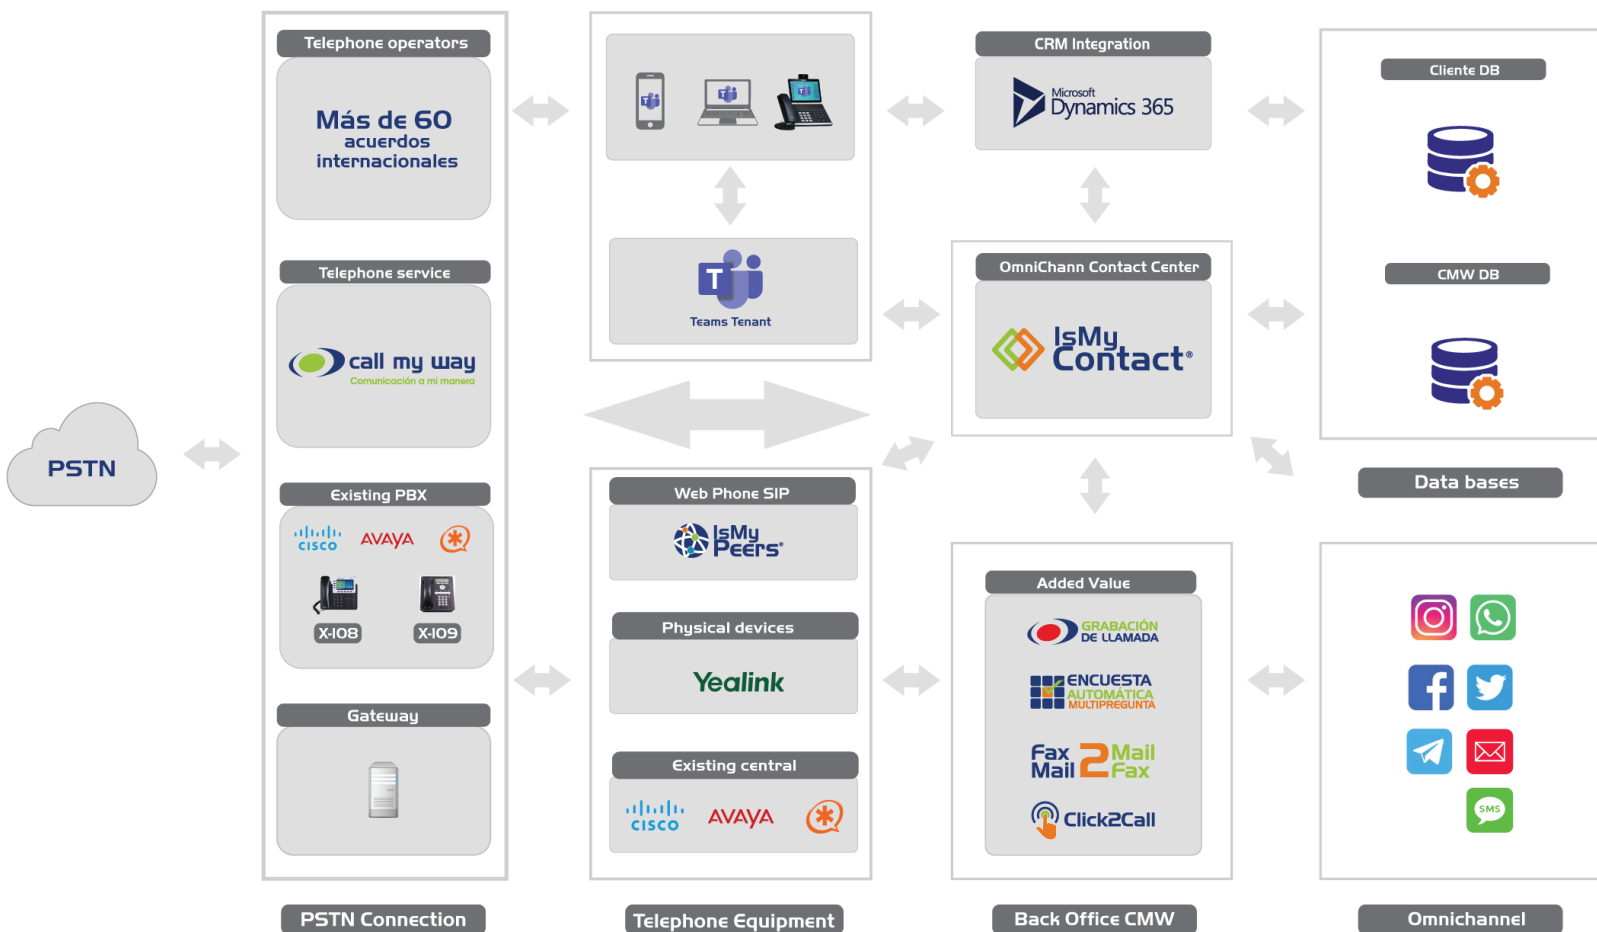 PSTN
Telephone operators
Más de 60
acuerdos
internacionales
Telephone service
call my way
Comunicación a mi manera
Existing PBX
CISCO
AVAYA
X-108
X-109
Gateway
PSTN Connection
Teams Tenant
Web Phone SIP
IsMy
Peers®
Physical devices
Yealink
Existing central
CISCO
AVAYA
Telephone Equipment
CRM Integration
Microsoft
Dynamics 365
OmniChann Contact Center
IsMy
Contact®
Added Value
GRABACIÓN
DE LLAMADA
ENCUESTA
AUTOMÁTICA
MULTIPREGUNTA
Fax 2 Mail
Mail Fax
Click2Call
Back Office CMW
Cliente DB
CMW DB
Data bases
SMS
Omnichannel